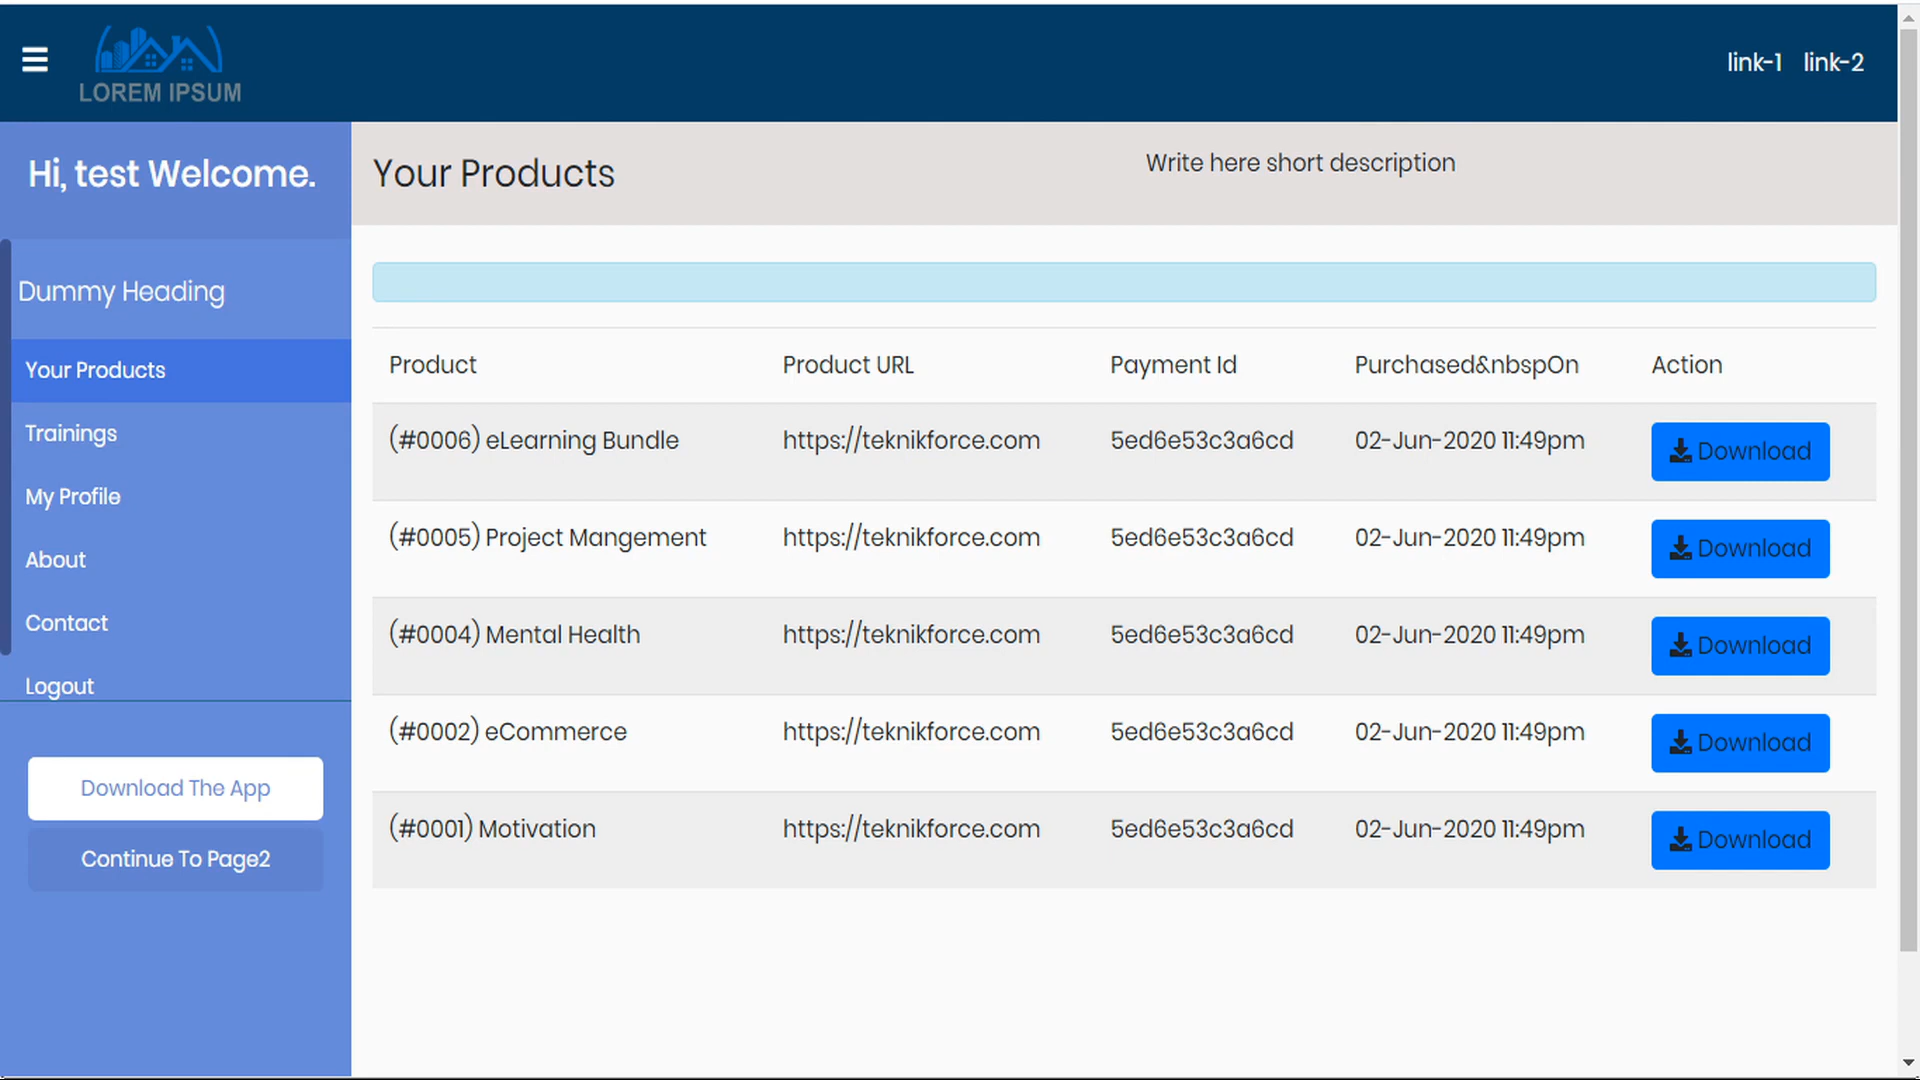 LOREM IPSUM
link-1 link-2
Hi, test Welcome.
Your Products
Write here short description
Dummy Heading
Your Products
Trainings
My Profile
About
Contact
Logout
Download The App
Continue To Page2
Product Product URL Payment Id Purchased&nbspOn Action
(#0006) eLearning Bundle https://teknikforce.com 5ed6e53c3a6cd 02-Jun-2020 11:49pm Download
(#0005) Project Mangement https://teknikforce.com 5ed6e53c3a6cd 02-Jun-2020 11:49pm Download
(#0004) Mental Health https://teknikforce.com 5ed6e53c3a6cd 02-Jun-2020 11:49pm Download
(#0002) eCommerce https://teknikforce.com 5ed6e53c3a6cd 02-Jun-2020 11:49pm Download
(#0001) Motivation https://teknikforce.com 5ed6e53c3a6cd 02-Jun-2020 11:49pm Download